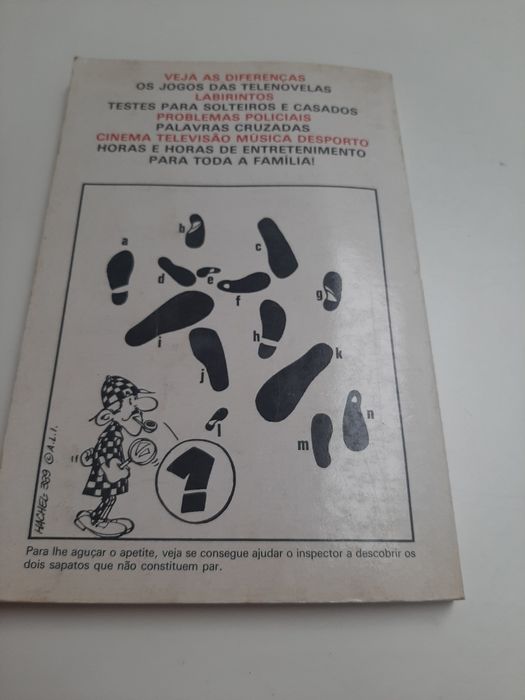 VEJA AS DIFERENÇAS
OS JOGOS DAS TELENOVELAS
LABIRINTOS
TESTES PARA SOLTEIROS E CASADOS
PROBLEMAS POLICIAIS
PALAVRAS CRUZADAS
CINEMA TELEVISÃO MÚSICA DESPORTO
HORAS E HORAS DE ENTRETENIMENTO
PARA TODA A FAMÍLIA!
a
b
c
d
e
f
g
h
i
j
k
l
m
n
?
HACHEL 389 © A.L.I.
Para lhe aguçar o apetite, veja se consegue ajudar o inspector a descobrir os
dois sapatos que não constituem par.